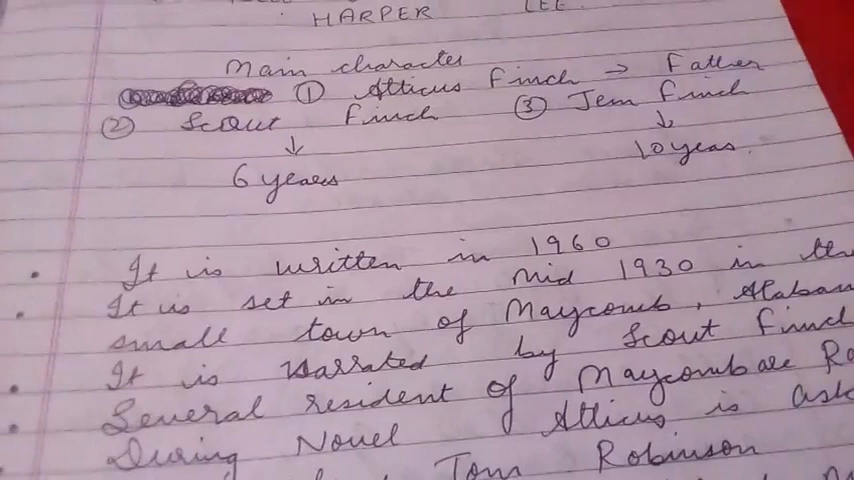 HARPER LEE
Main character
① Atticus Finch → Father
② Scout Finch ③ Jem Finch
↓ ↓
6 years 10 yeas.
• It is written in 1960
• It is set in the mid 1930 in the
small town of Maycomb, Alabam
• It is Narrated by Scout Finch
• Several resident of Maycomb are Ra
• During Novel Atticus is ask
Tom Robinson